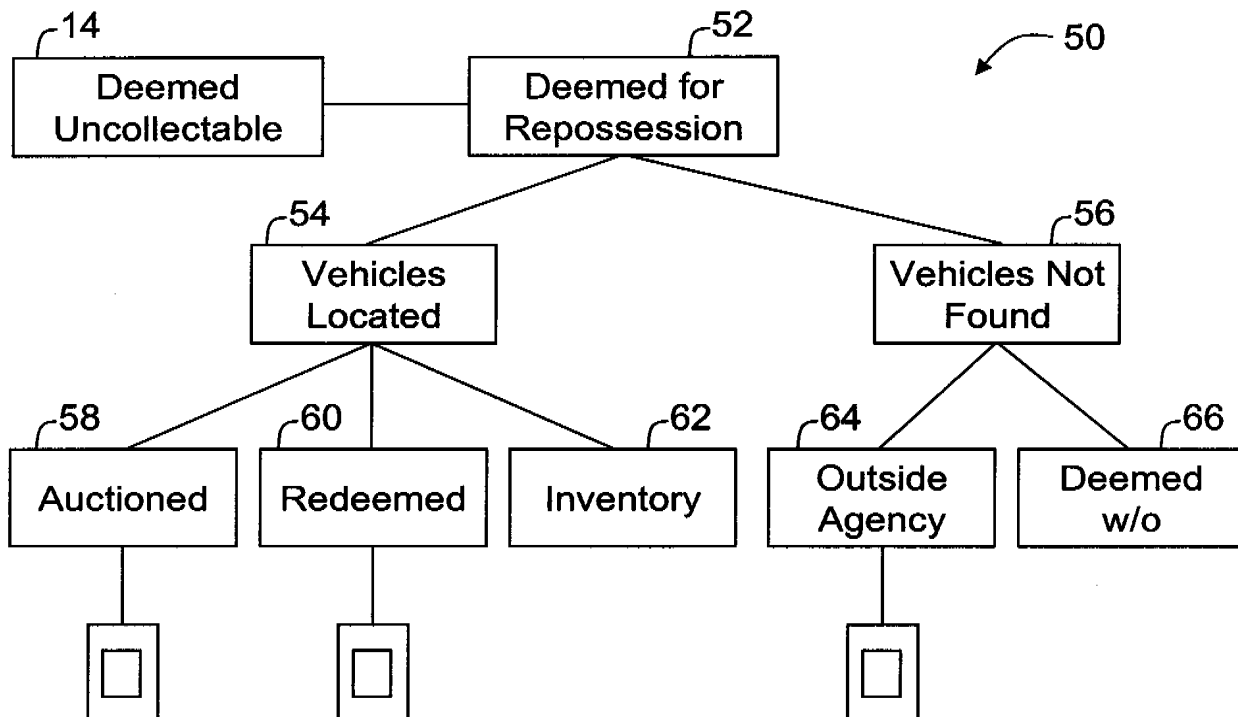 14
52
50
Deemed
Uncollectable
Deemed for
Repossession
54
56
Vehicles
Located
Vehicles Not
Found
58
60
62
64
66
Auctioned
Redeemed
Inventory
Outside
Agency
Deemed
w/o